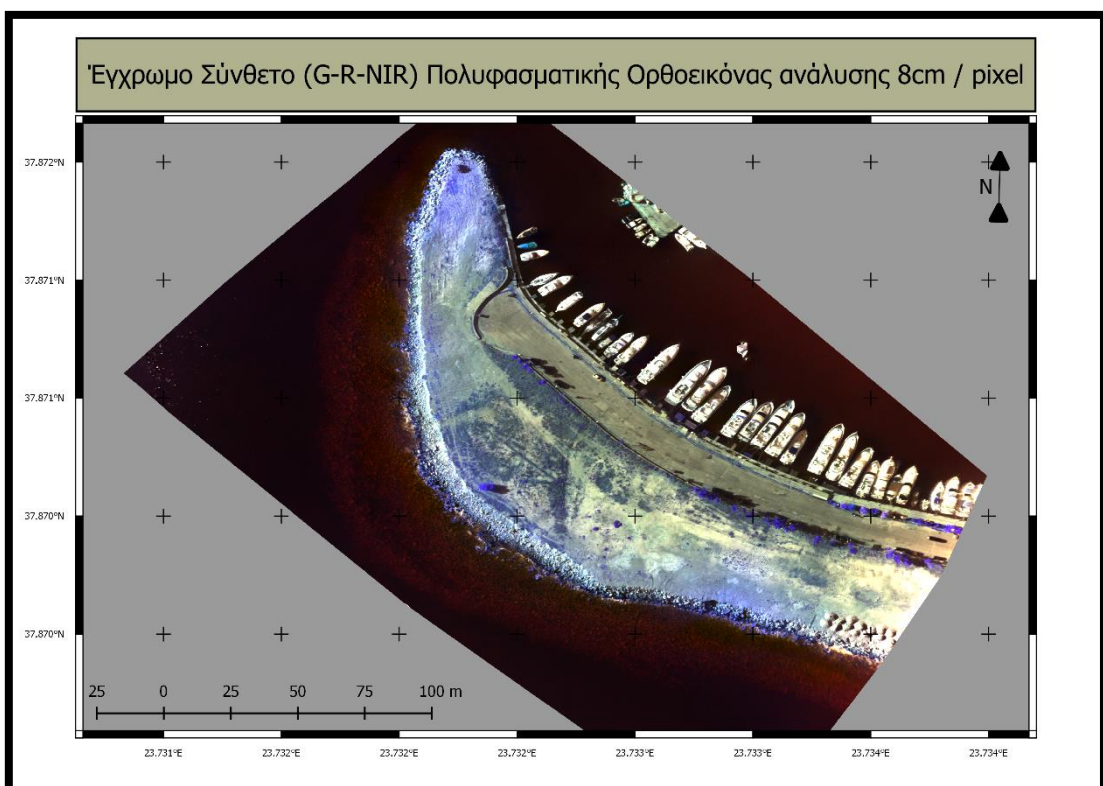 Έγχρωμο Σύνθετο (G-R-NIR) Πολυφασματικής Ορθοεικόνας ανάλυσης 8cm / pixel
37.872°N
N
37.871°N
37.871°N
37.870°N
37.870°N
25 0 25 50 75 100 m
23.731°E 23.732°E 23.732°E 23.732°E 23.733°E 23.733°E 23.734°E 23.734°E